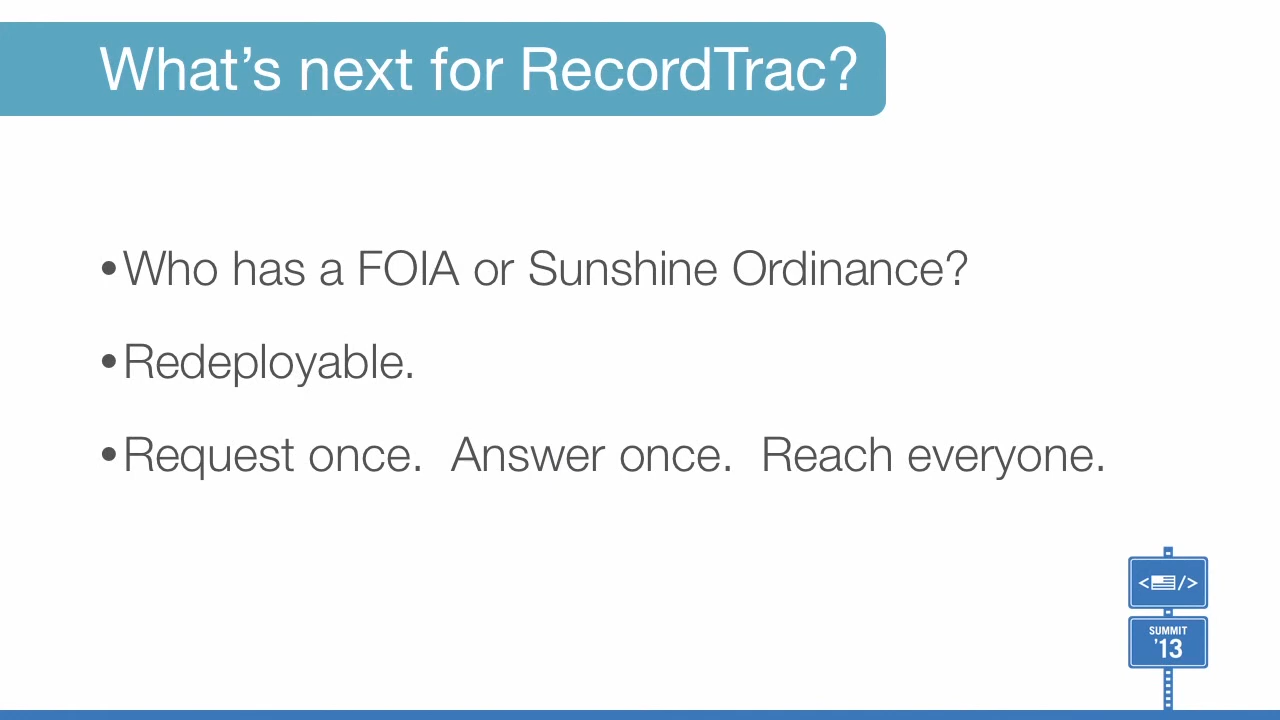 What’s next for RecordTrac?
•Who has a FOIA or Sunshine Ordinance?
•Redeployable.
•Request once.  Answer once.  Reach everyone.
</>
SUMMIT
’13